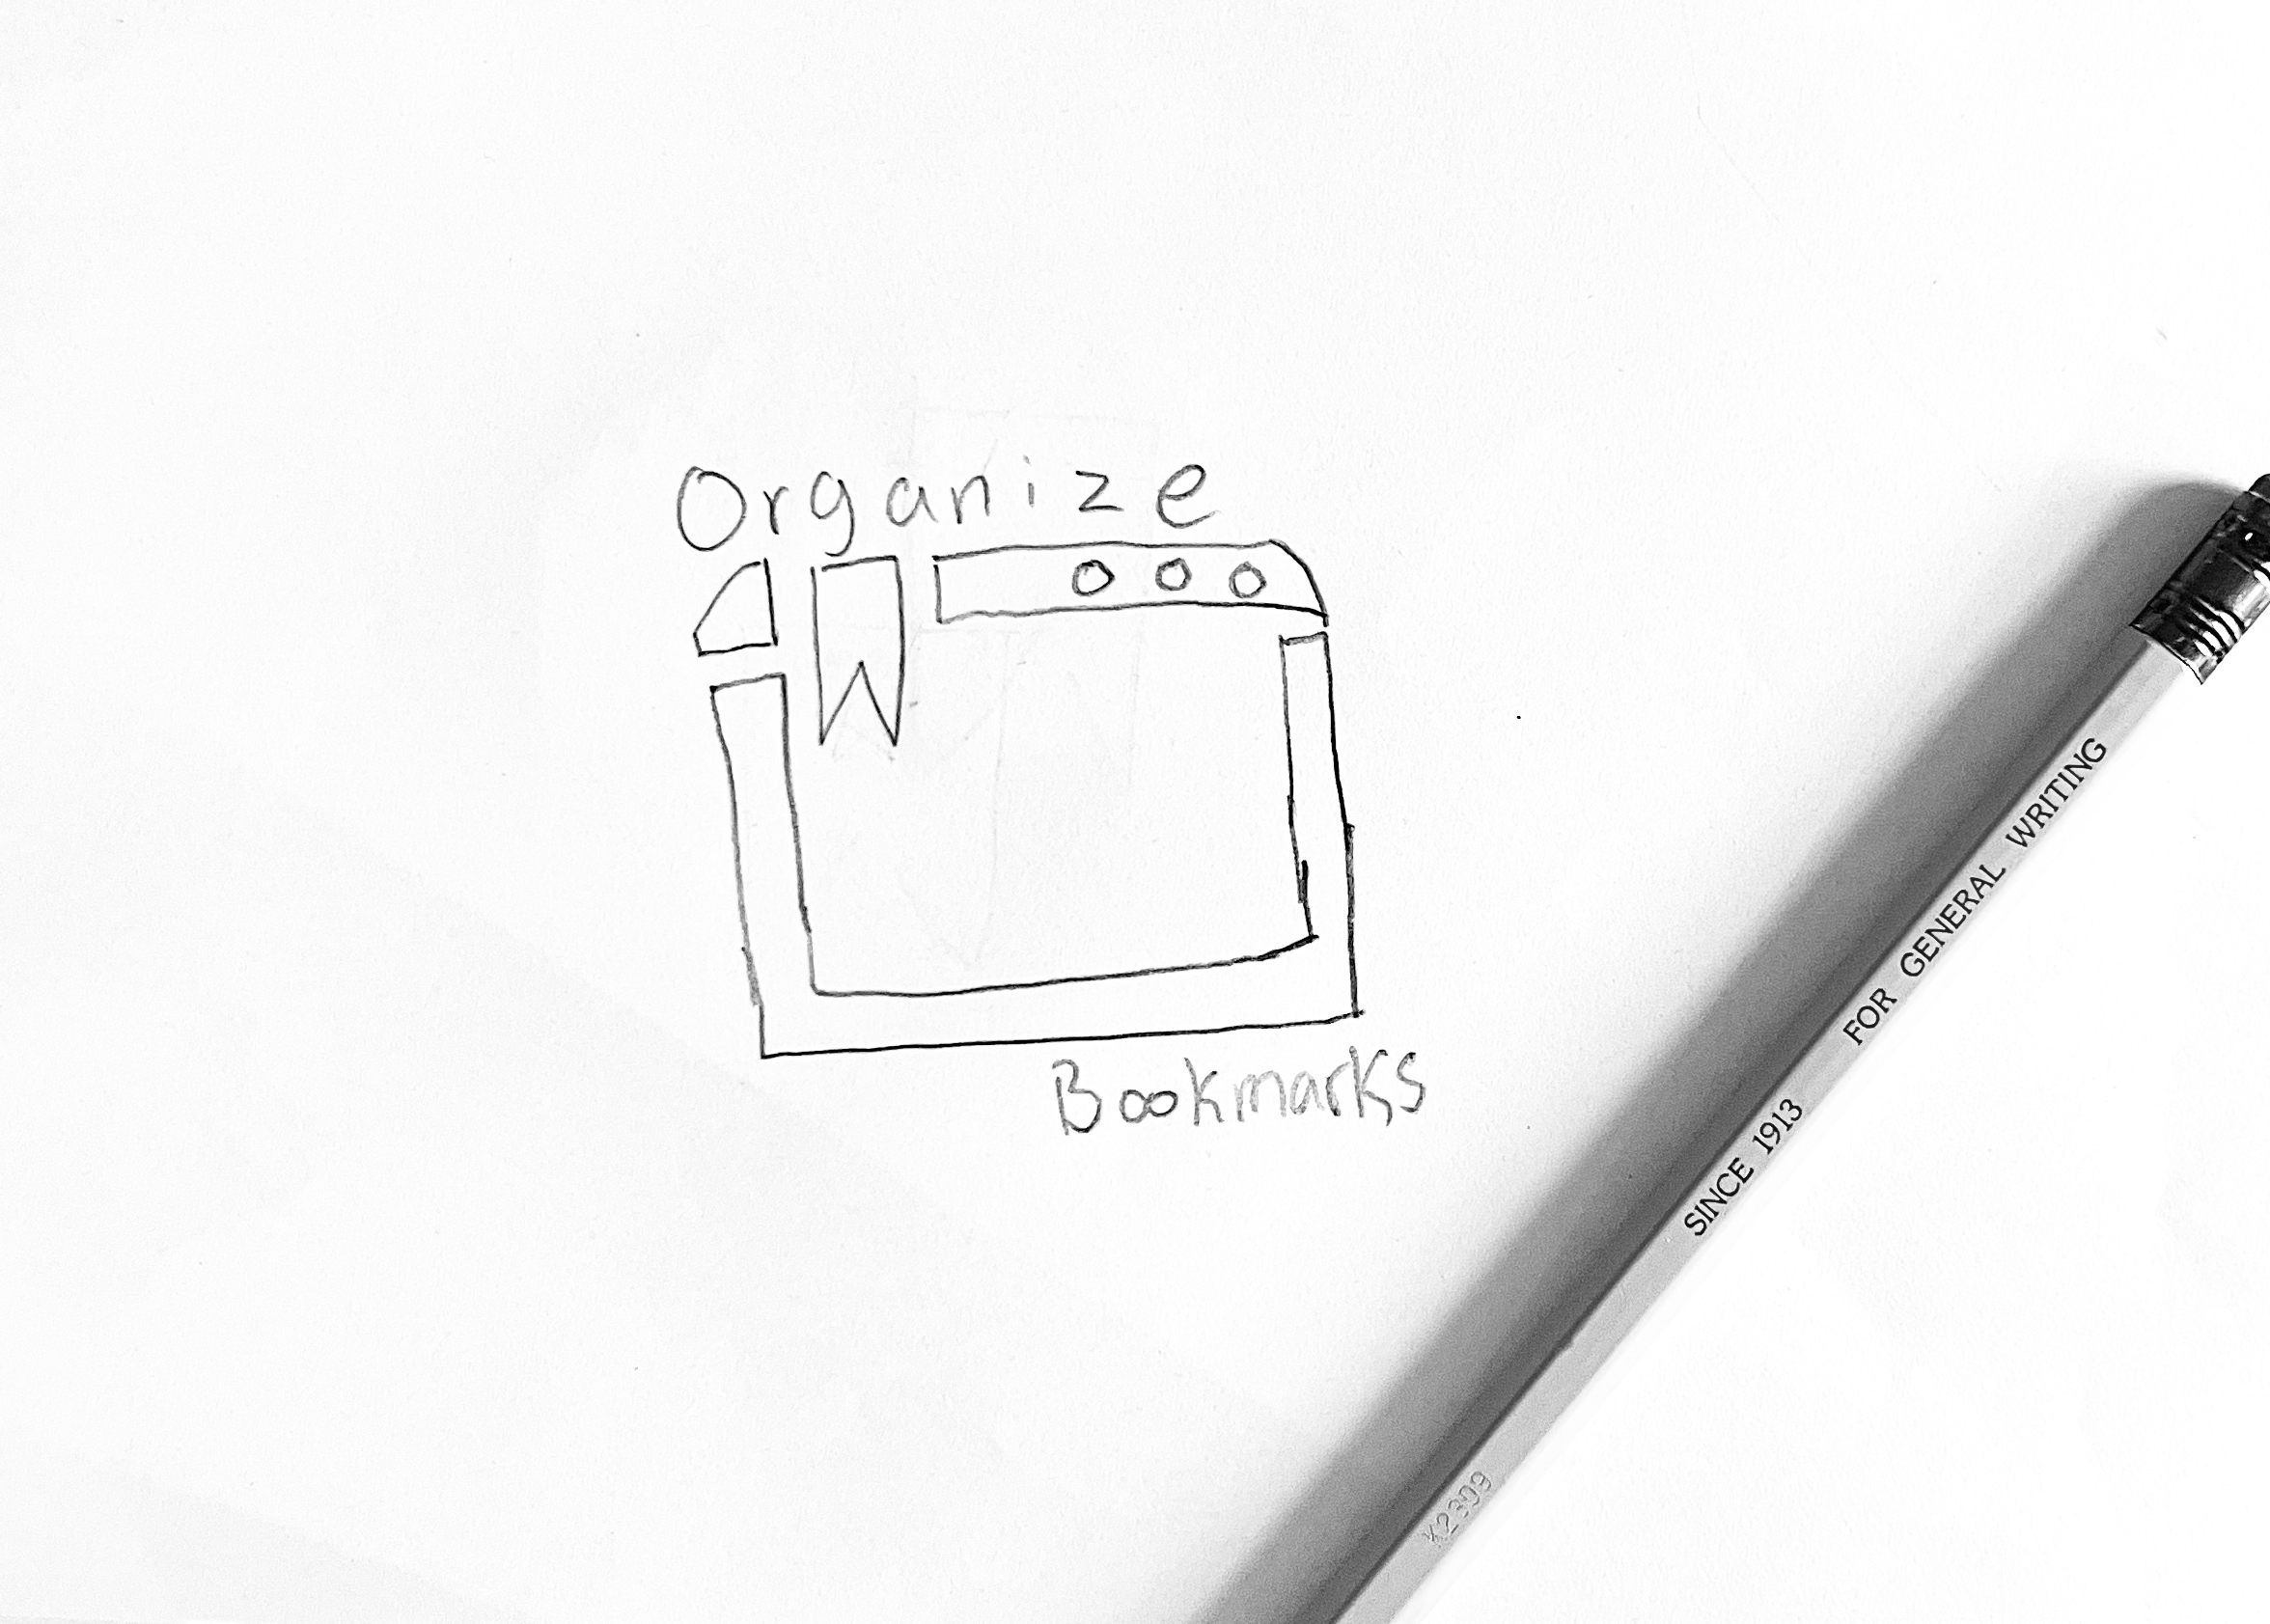 Organize
Bookmarks
FOR GENERAL WRITING
SINCE 1913
K2309